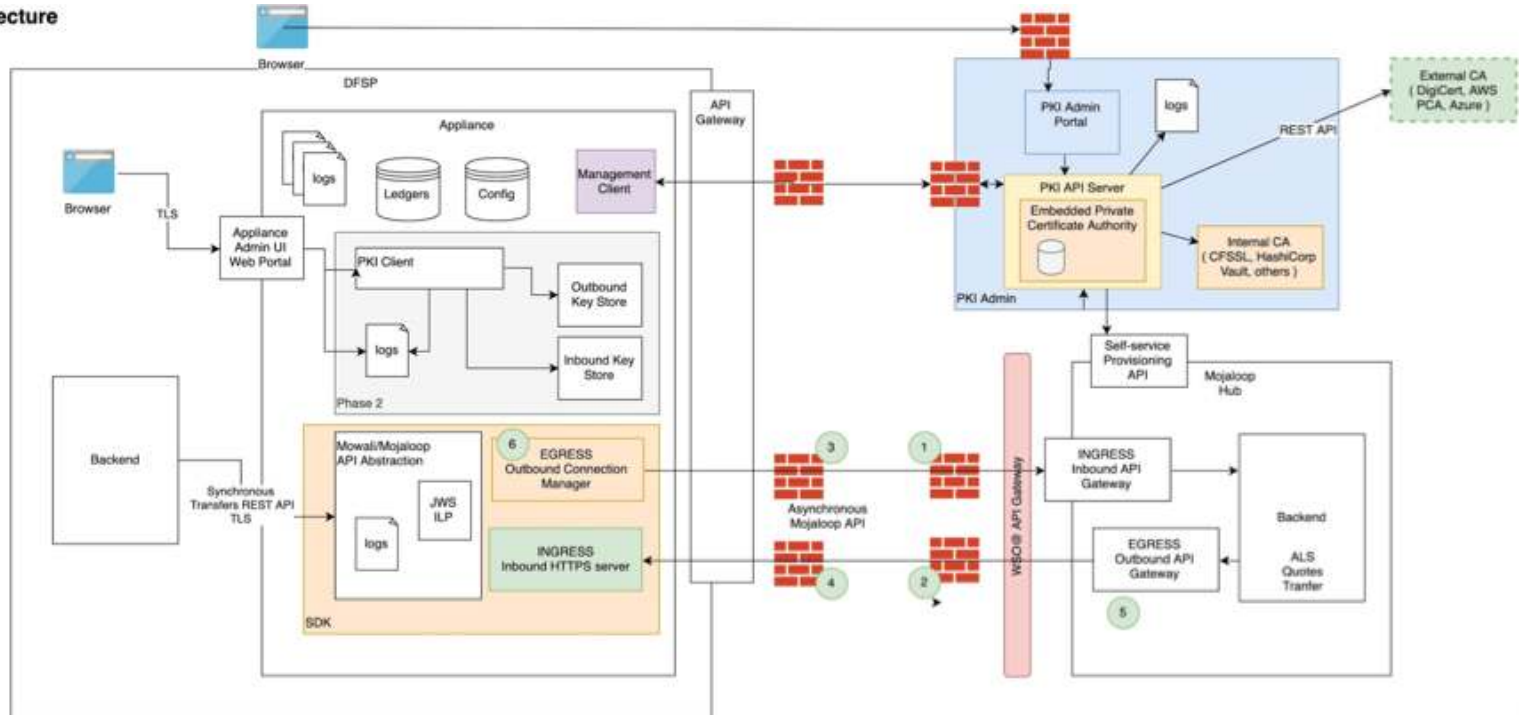 ecture
Browser
DFSP
API
Gateway
Appliance
logs
Ledgers
Config
Management
Client
Browser
TLS
Appliance
Admin UI
Web Portal
PKI Client
Outbound
Key Store
logs
Inbound Key
Store
Phase 2
Backend
Synchronous
Transfers REST API
TLS
Mowali/Mojaloop
API Abstraction
JWS
ILP
logs
6
EGRESS
Outbound Connection
Manager
INGRESS
Inbound HTTPS server
SDK
3
1
Asynchronous
Mojaloop API
4
2
WSO@ API Gateway
PKI Admin
Portal
logs
REST API
External CA
( DigiCert, AWS
PCA, Azure )
PKI API Server
Embedded Private
Certificate Authority
Internal CA
( CFSSL, HashiCorp
Vault, others )
PKI Admin
Self-service
Provisioning
API
Mojaloop
Hub
INGRESS
Inbound API
Gateway
EGRESS
Outbound API
Gateway
5
Backend
ALS
Quotes
Tranfer